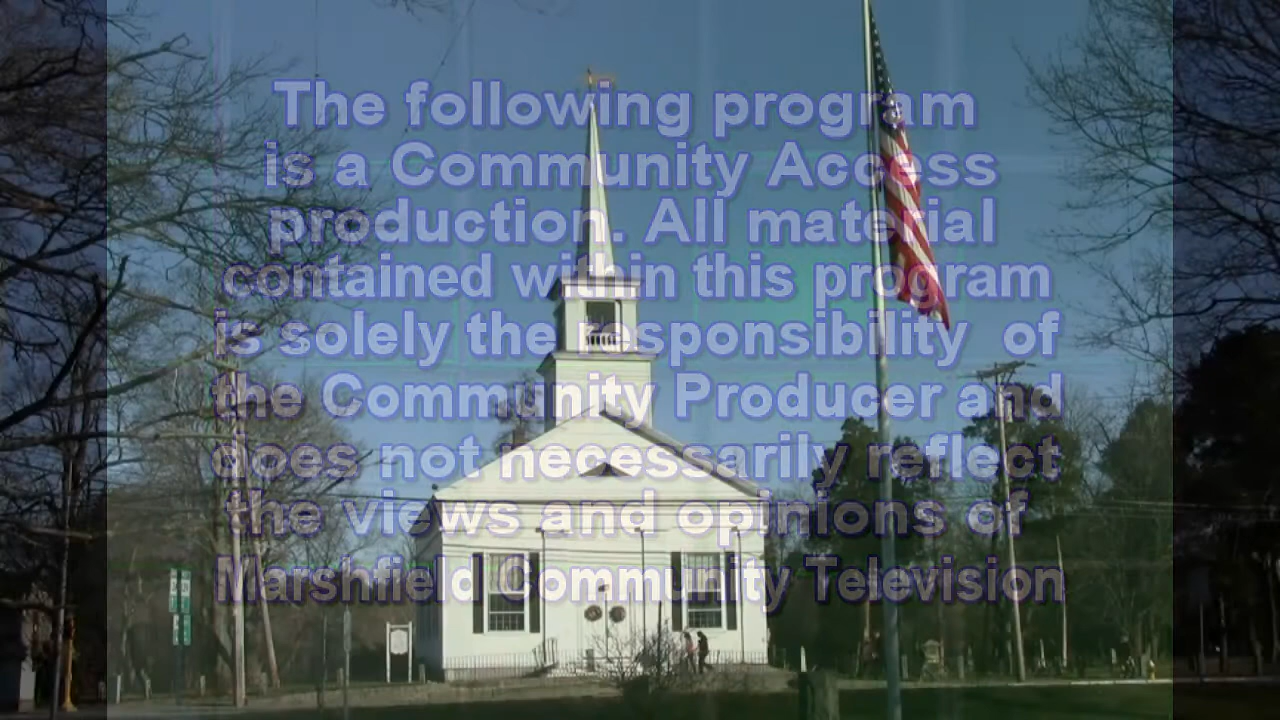 The following program
is a Community Access
production. All material
contained within this program
is solely the responsibility of
the Community Producer and
does not necessarily reflect
the views and opinions of
Marshfield Community Television